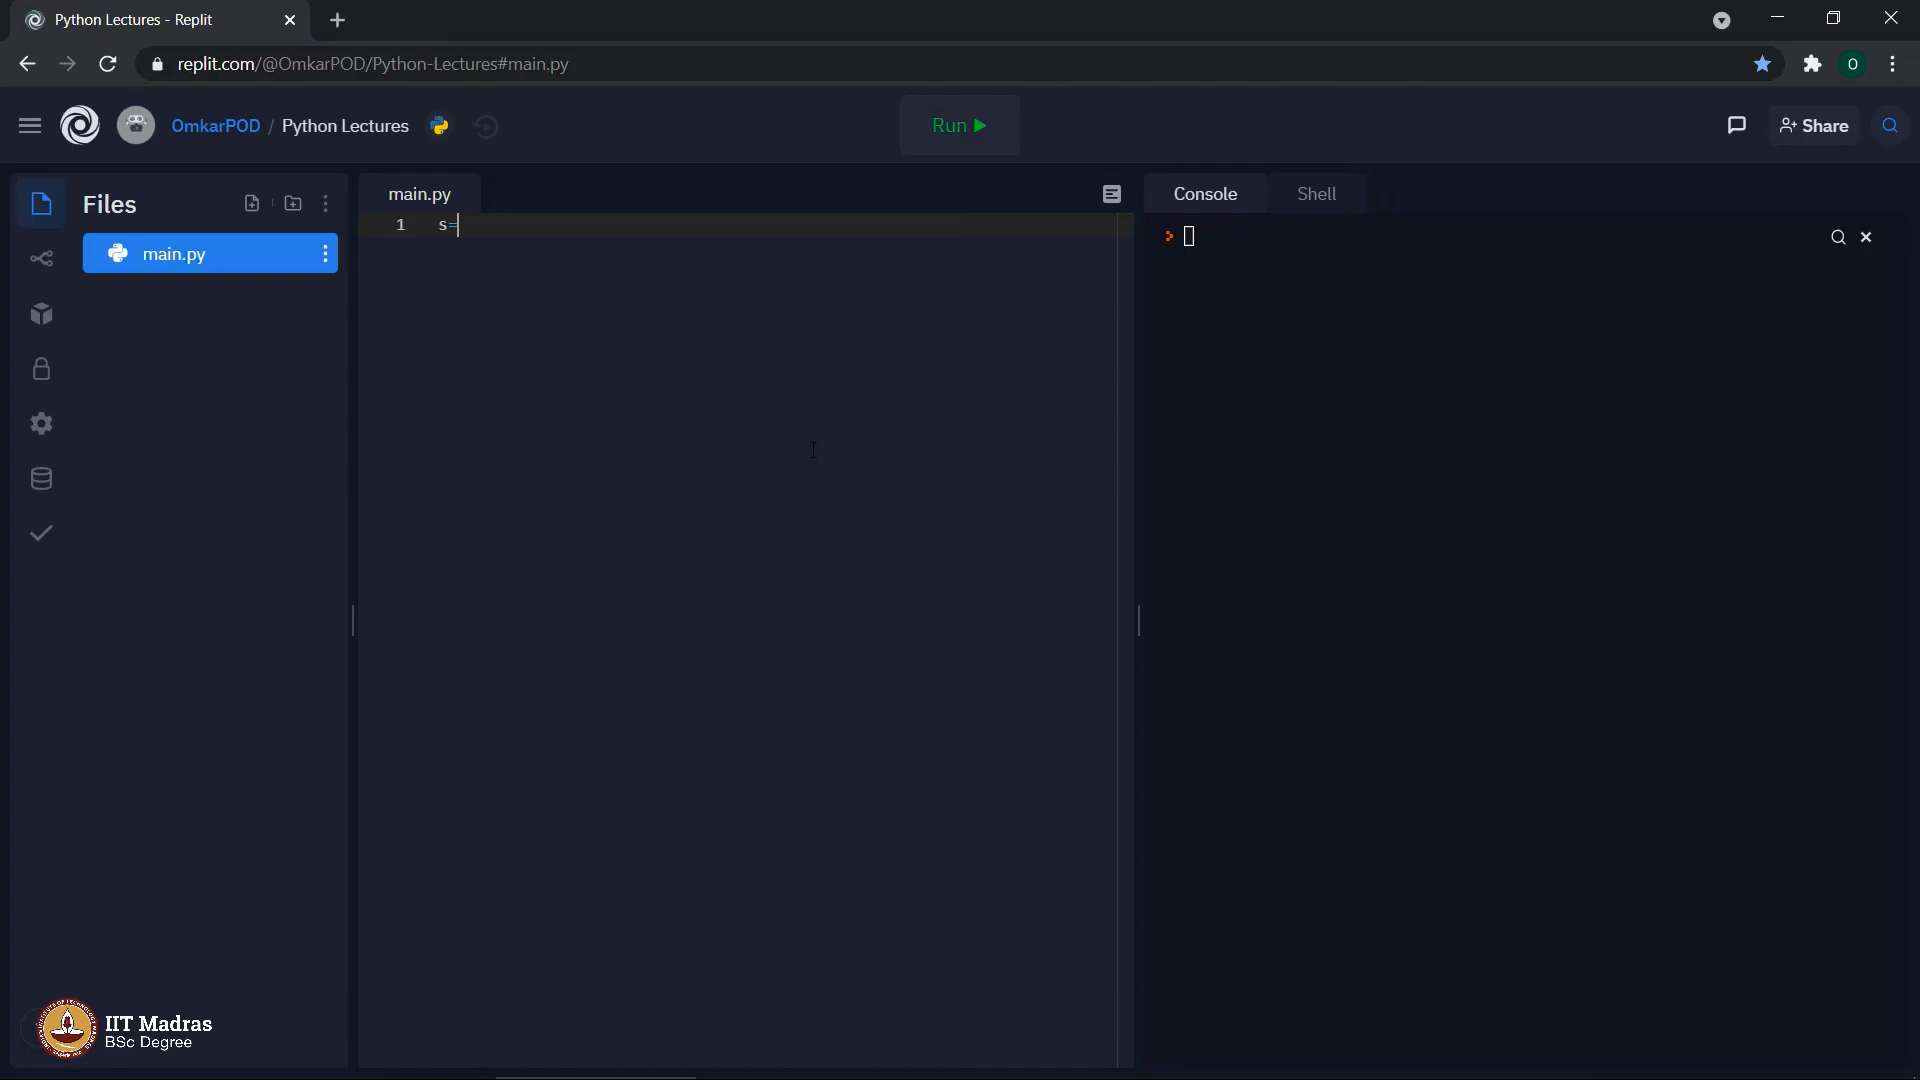 Python Lectures - Replit
replit.com/@OmkarPOD/Python-Lectures#main.py
O
OmkarPOD / Python Lectures
Run
Share
Files
main.py
Console
Shell
1 s=
main.py
IIT Madras
BSc Degree